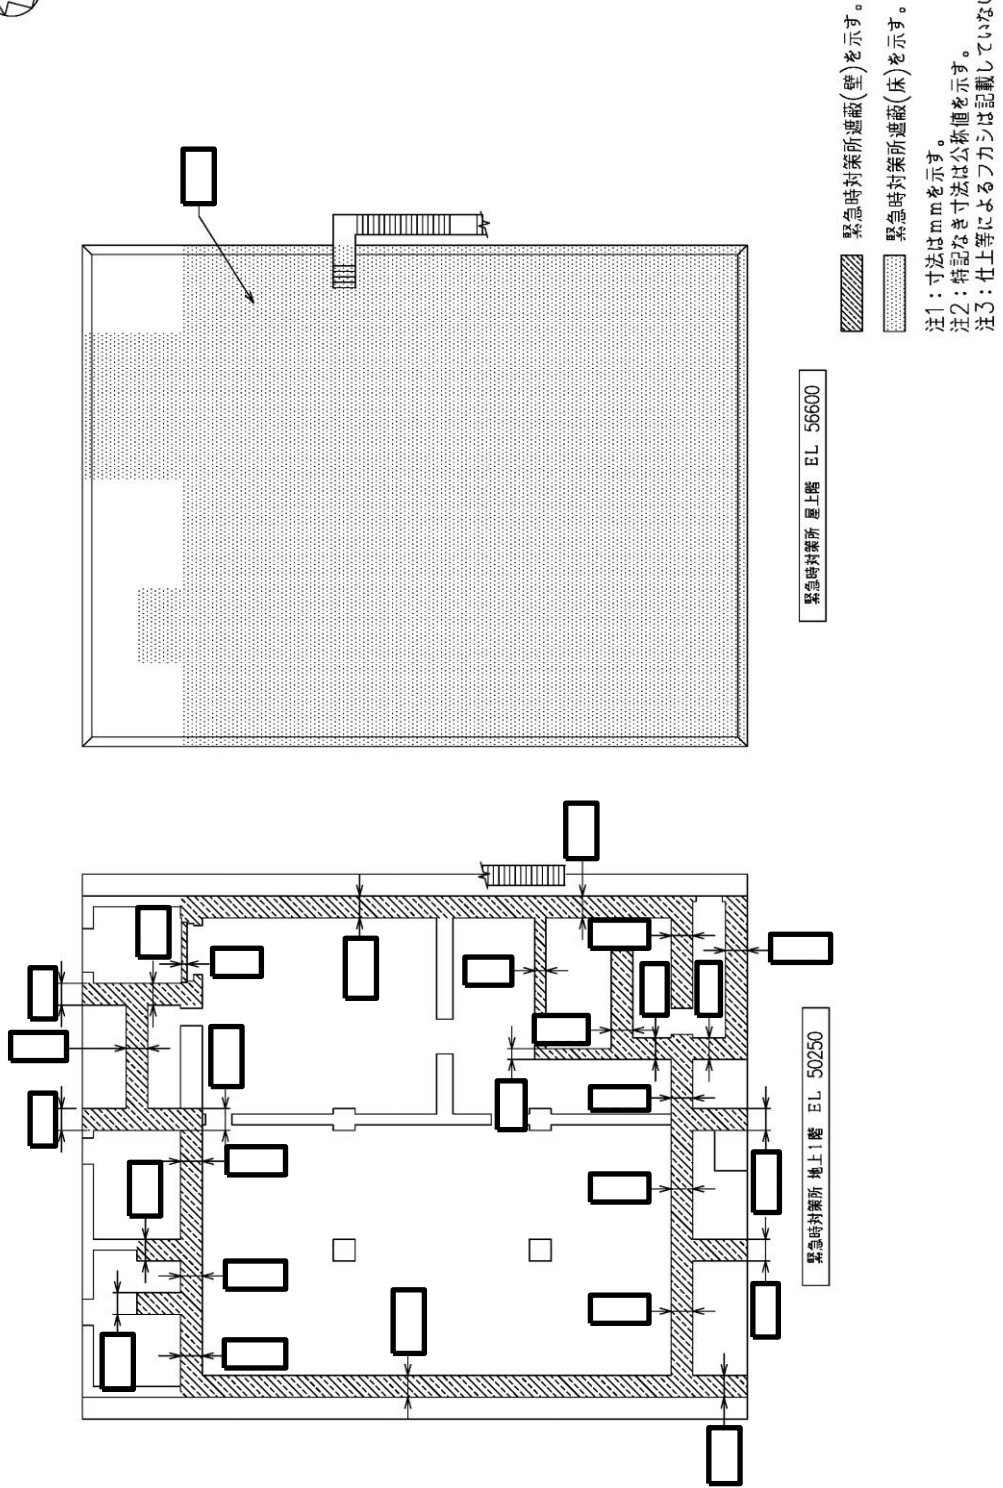 緊急時対策所遮蔽(壁)を示す。
緊急時対策所遮蔽(床)を示す。
注1:寸法はmmを示す。
注2:特記なき寸法は公称値を示す。
注3:仕上等によるフカシは記載していな
緊急時対策所 屋上階 EL 56600
緊急時対策所 地上1階 EL 50250